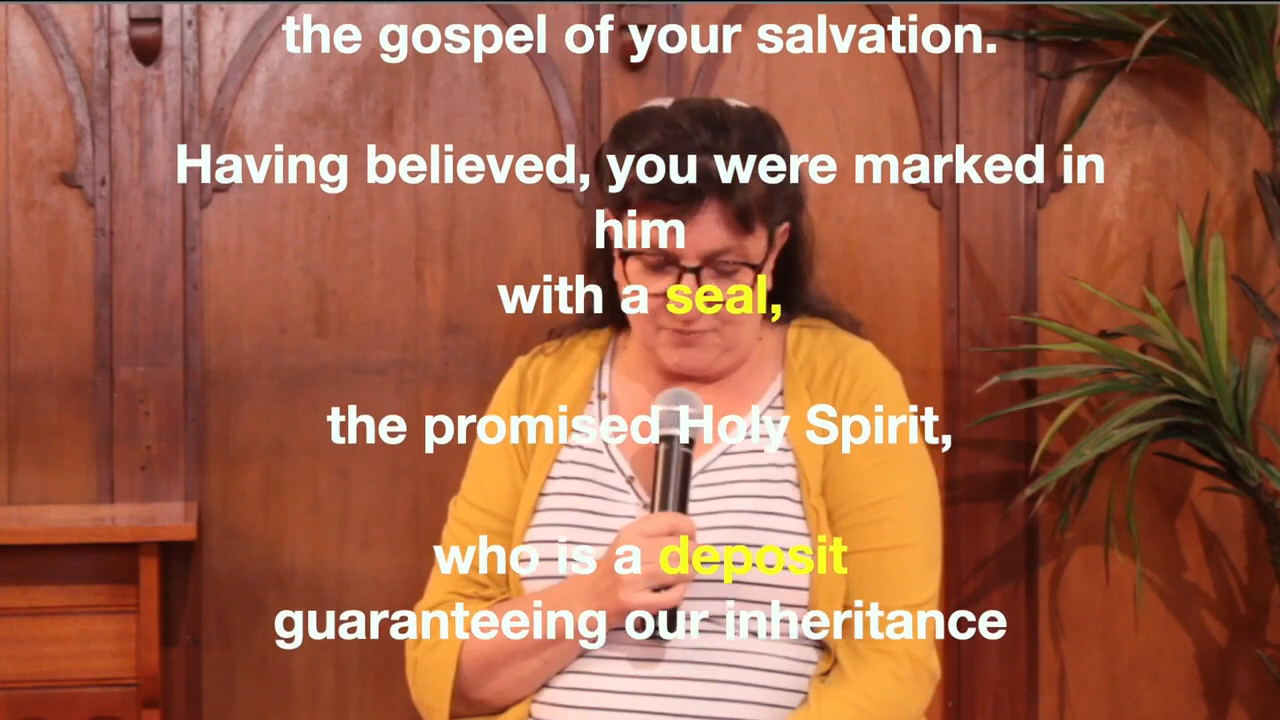 the gospel of your salvation.
Having believed, you were marked in
him
with a seal,
the promised Holy Spirit,
who is a deposit
guaranteeing our inheritance